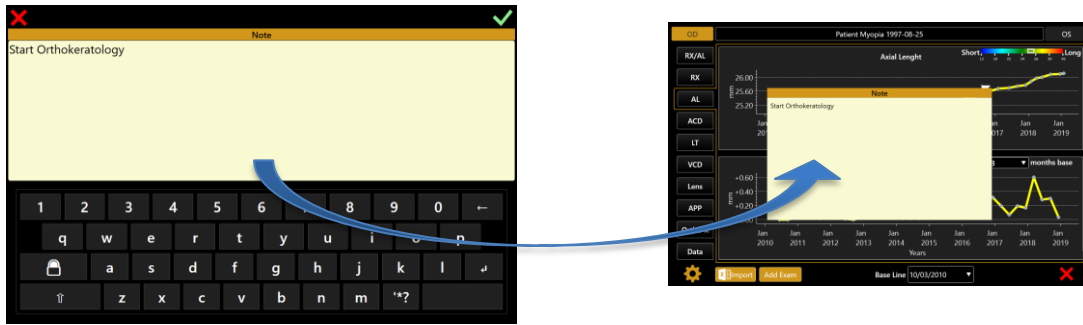 Note
Start Orthokeratology
1 2 3 4 5 6 8 9 0 ←
q w e r t y u i o p
a s d f g h j k l
z x c v b n m '*?
OD Patient Myopia 1997-08-25 OS
RX/AL
RX
AL
ACD
LT
VCD
Lens
APP
Data
Axial Lenght
Short Long
mm
26.00
25.60
25.20
Jan Jan Jan
2018 2019
Note
Start Orthokeratology
months base
mm
+0.60
+0.40
+0.20
Jan Jan Jan Jan Jan Jan Jan Jan Jan Jan
2010 2011 2012 2013 2014 2015 2016 2017 2018 2019
Years
Import Add Exam Base Line 10/03/2010